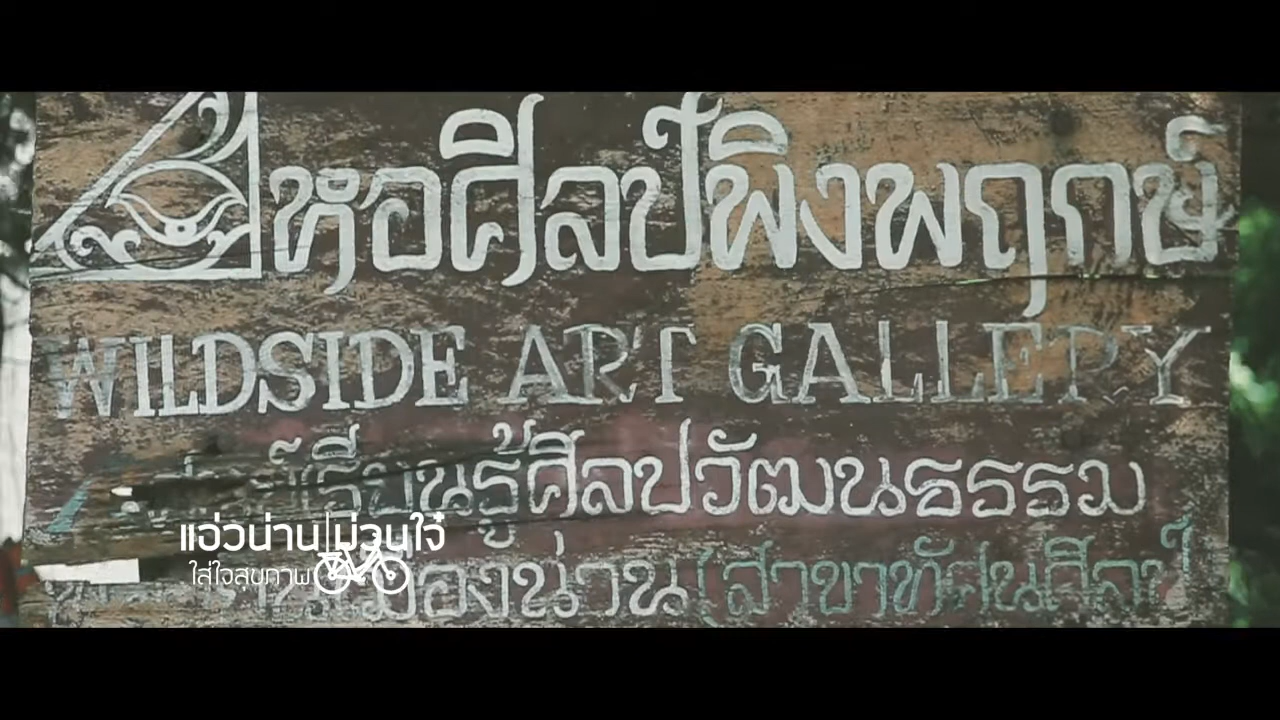 หอศิลป์พิงพฤกษ์
WILDSIDE ART GALLERY
เรียนรู้ศิลปวัฒนธรรม
เมืองน่าน (สาขาทัศนศิลป์
แอ่วน่าน ม่วนใจ๋
ใส่ใจสุขภาพ